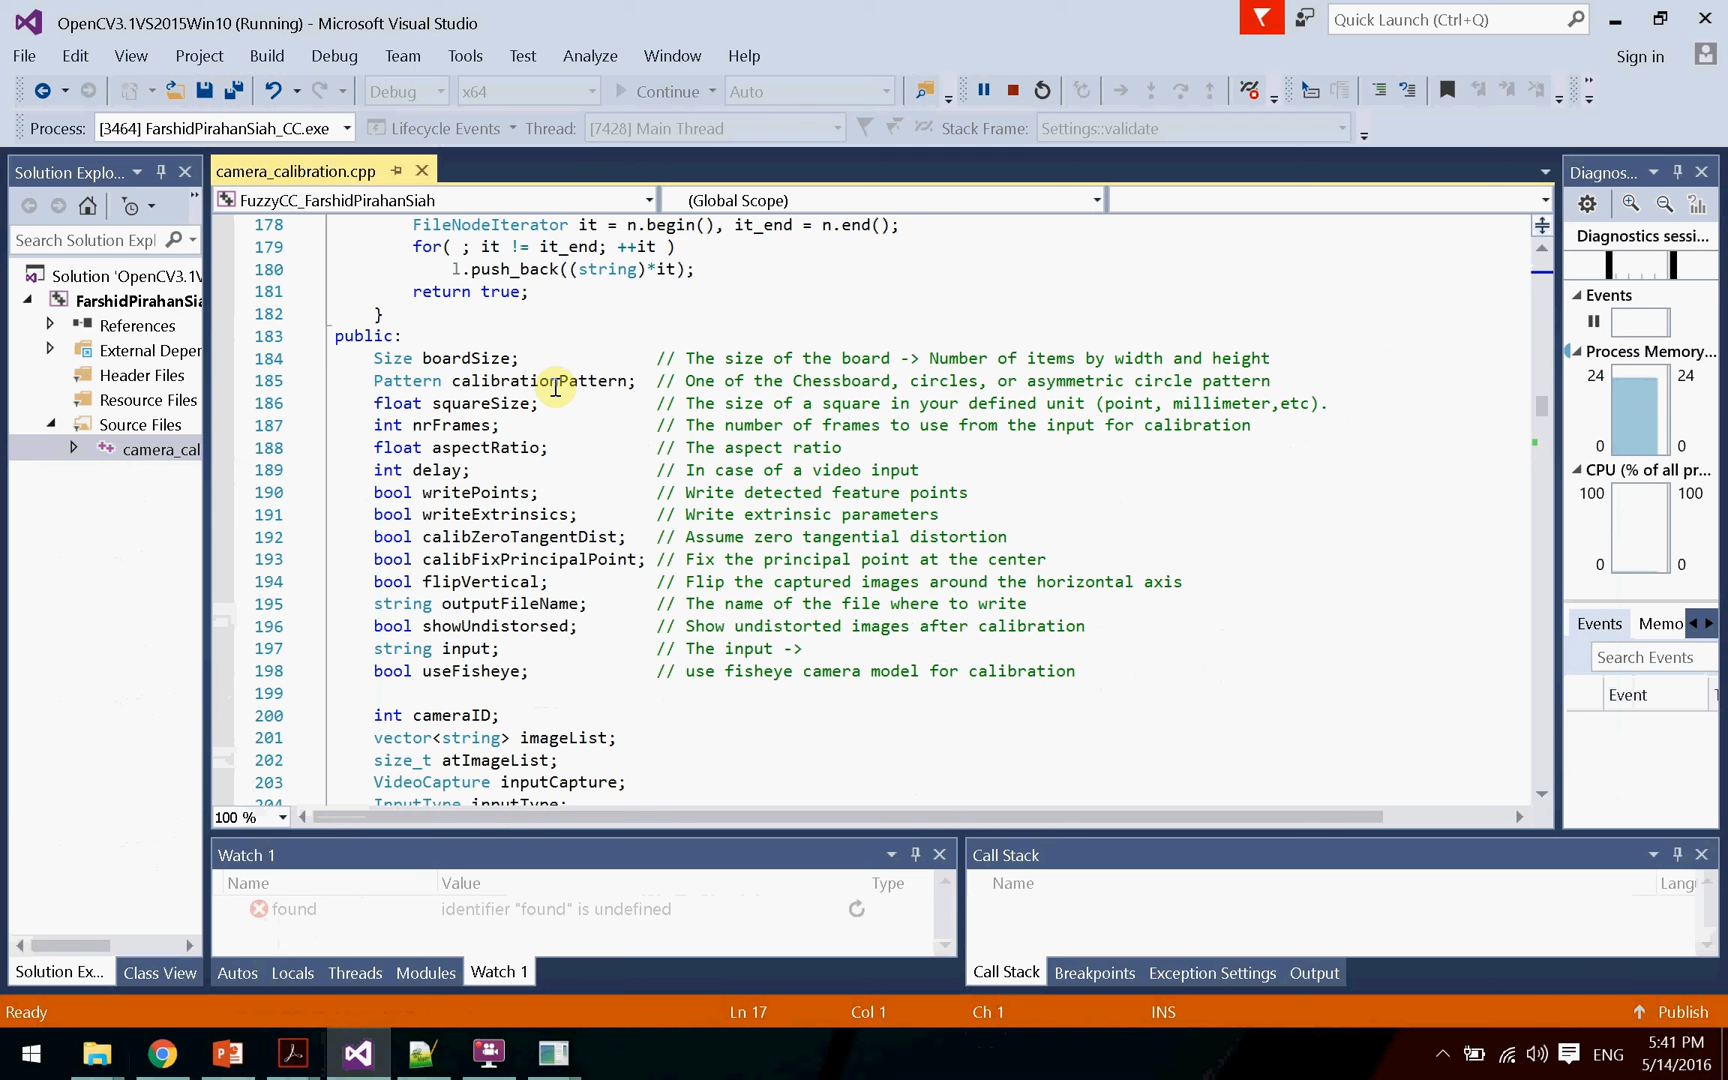 OpenCV3.1VS2015Win10 (Running) - Microsoft Visual Studio
Quick Launch (Ctrl+Q)
File Edit View Project Build Debug Team Tools Test Analyze Window Help
Sign in
Debug x64 Continue Auto
Process: [3464] FarshidPirahanSiah_CC.exe Lifecycle Events Thread: [7428] Main Thread Stack Frame: Settings::validate
Solution Explo...
camera_calibration.cpp
Diagnos...
FuzzyCC_FarshidPirahanSiah
(Global Scope)
Search Solution Expl
Solution 'OpenCV3.1V
FarshidPirahanSia
References
External Deper
Header Files
Resource Files
Source Files
camera_cal
178 FileNodeIterator it = n.begin(), it_end = n.end();
179 for( ; it != it_end; ++it )
180 l.push_back((string)*it);
181 return true;
182 }
183 public:
184 Size boardSize; // The size of the board -> Number of items by width and height
185 Pattern calibrationPattern; // One of the Chessboard, circles, or asymmetric circle pattern
186 float squareSize; // The size of a square in your defined unit (point, millimeter,etc).
187 int nrFrames; // The number of frames to use from the input for calibration
188 float aspectRatio; // The aspect ratio
189 int delay; // In case of a video input
190 bool writePoints; // Write detected feature points
191 bool writeExtrinsics; // Write extrinsic parameters
192 bool calibZeroTangentDist; // Assume zero tangential distortion
193 bool calibFixPrincipalPoint; // Fix the principal point at the center
194 bool flipVertical; // Flip the captured images around the horizontal axis
195 string outputFileName; // The name of the file where to write
196 bool showUndistorsed; // Show undistorted images after calibration
197 string input; // The input ->
198 bool useFisheye; // use fisheye camera model for calibration
199
200 int cameraID;
201 vector<string> imageList;
202 size_t atImageList;
203 VideoCapture inputCapture;
204 InputType inputType;
100 %
Diagnostics sessi...
Events
Process Memory...
24 24
0 0
CPU (% of all pr...
100 100
0 0
Events Memo
Search Events
Event
Watch 1
Name Value Type
found identifier "found" is undefined
Call Stack
Name Lang
Solution Ex... Class View
Autos Locals Threads Modules Watch 1
Call Stack Breakpoints Exception Settings Output
Ready Ln 17 Col 1 Ch 1 INS Publish
ENG
5:41 PM
5/14/2016